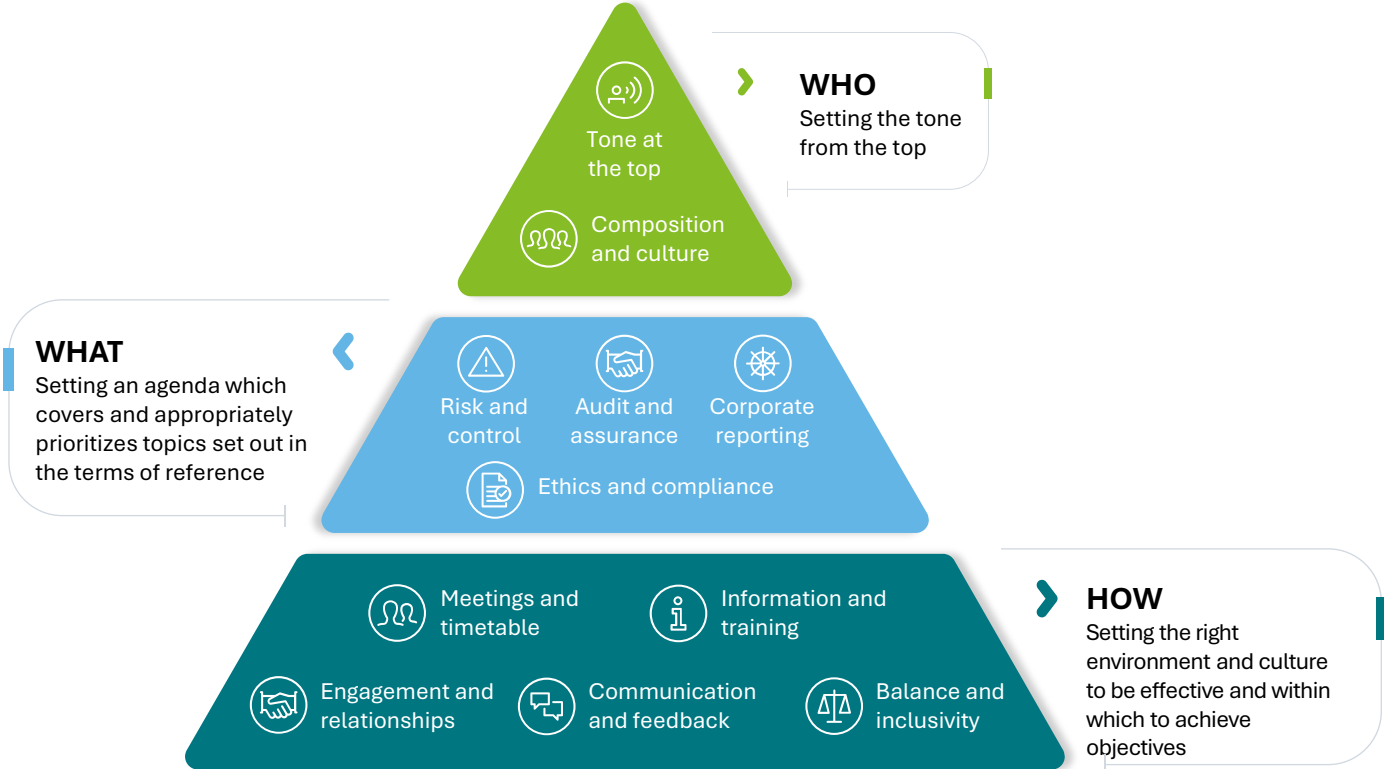 Tone at
the top
Composition
and culture
WHO
Setting the tone
from the top
WHAT
Setting an agenda which
covers and appropriately
prioritizes topics set out in
the terms of reference
Risk and
control
Audit and
assurance
Corporate
reporting
Ethics and compliance
Meetings and
timetable
Information and
training
Engagement and
relationships
Communication
and feedback
Balance and
inclusivity
HOW
Setting the right
environment and culture
to be effective and within
which to achieve
objectives